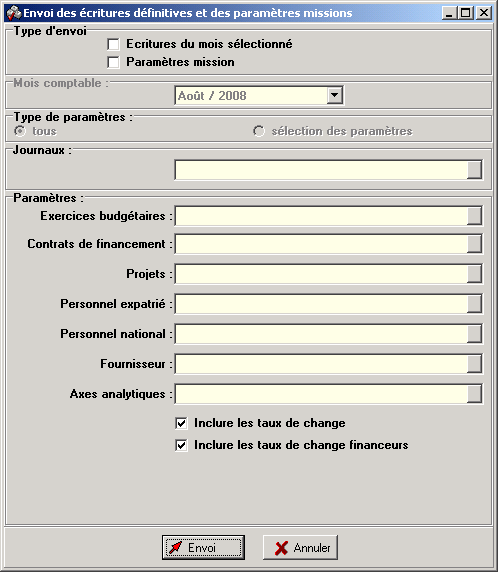 Envoi des écritures définitives et des paramètres missions
Type d'envoi
Ecritures du mois sélectionné
Paramètres mission
Mois comptable :
Août / 2008
Type de paramètres :
tous
sélection des paramètres
Journaux :
Paramètres :
Exercices budgétaires :
Contrats de financement :
Projets :
Personnel expatrié :
Personnel national :
Fournisseur :
Axes analytiques :
Inclure les taux de change
Inclure les taux de change financeurs
Envoi
Annuler